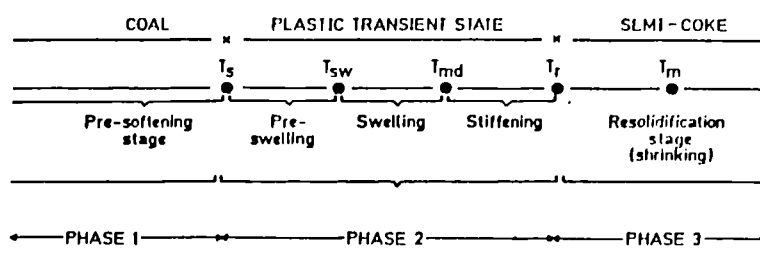 COAL PLASTIC TRANSIENT STATE SEMI-COKE
Ts Tsw Tmd Tr Tm
Pre-softening stage Pre-swelling Swelling Stiffening Resolidification stage (shrinking)
PHASE 1 PHASE 2 PHASE 3